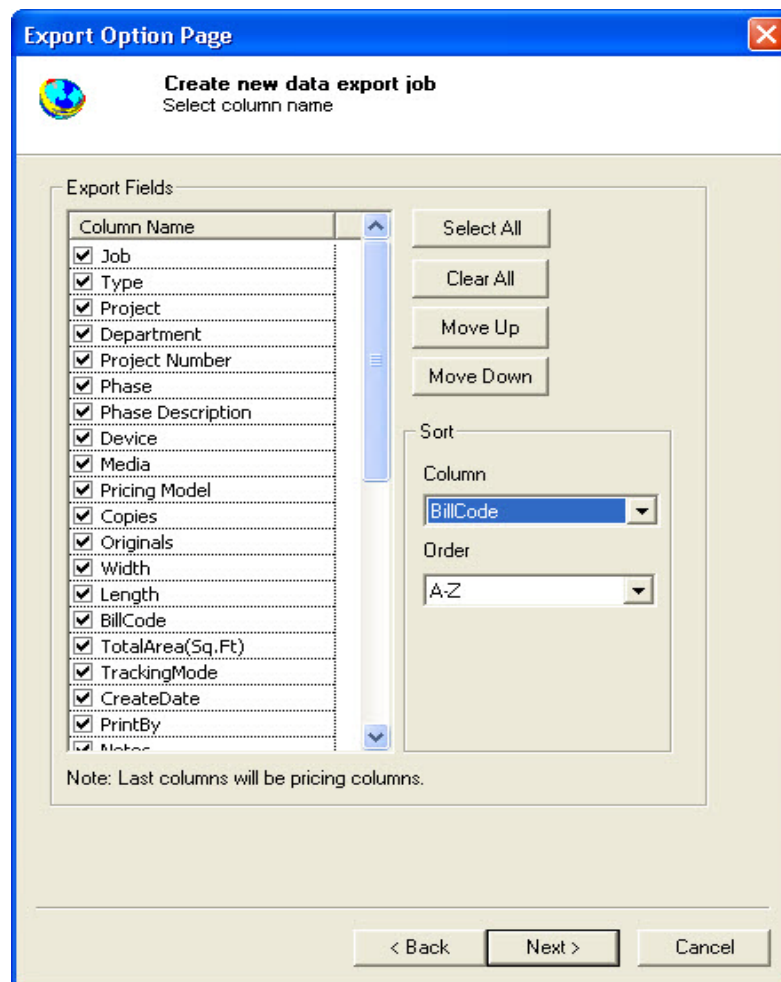 Export Option Page
Create new data export job
Select column name
Export Fields
Column Name
Job
Type
Project
Department
Project Number
Phase
Phase Description
Device
Media
Pricing Model
Copies
Originals
Width
Length
BillCode
TotalArea(Sq.Ft)
TrackingMode
CreateDate
PrintBy
Notes
Select All
Clear All
Move Up
Move Down
Sort
Column
BillCode
Order
A-Z
Note: Last columns will be pricing columns.
< Back
Next >
Cancel